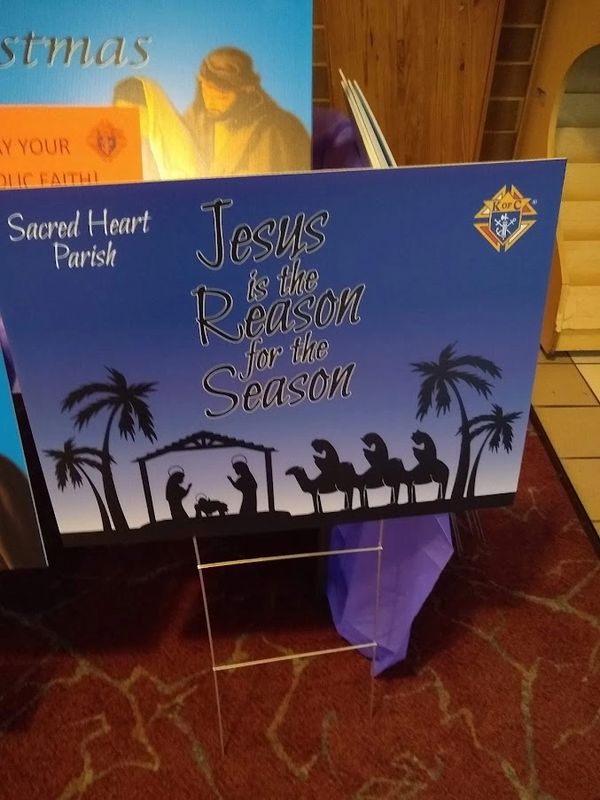 stmas
AY YOUR
OLIC FAITH!
Sacred Heart
Parish
Jesus
is the
Reason
for the
Season
K OF C